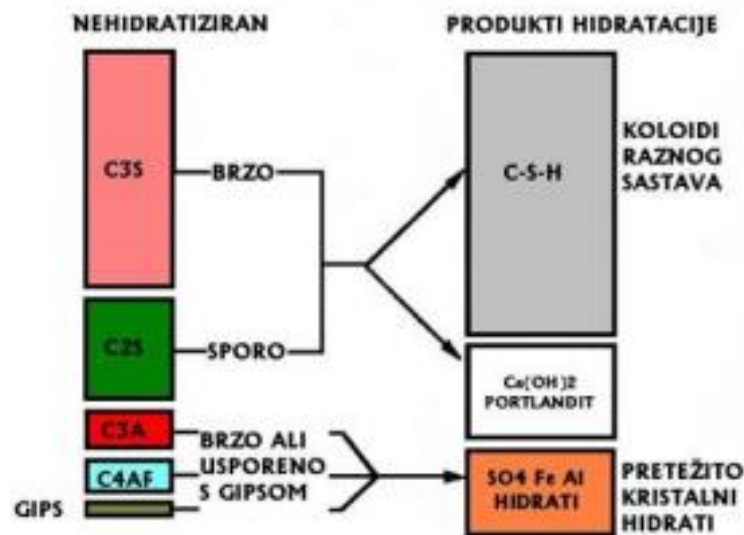 NEHIDRATIZIRAN
PRODUKTI HIDRATACIJE
C3S
BRZO
C-S-H
KOLOIDI
RAZNOG
SASTAVA
C2S
SPORO
Ca(OH)2
PORTLANDIT
C3A
BRZO ALI
USPORENO
S GIPSOM
C4AF
GIPS
SO4 Fe Al
HIDRATI
PRETEŽITO
KRISTALNI
HIDRATI